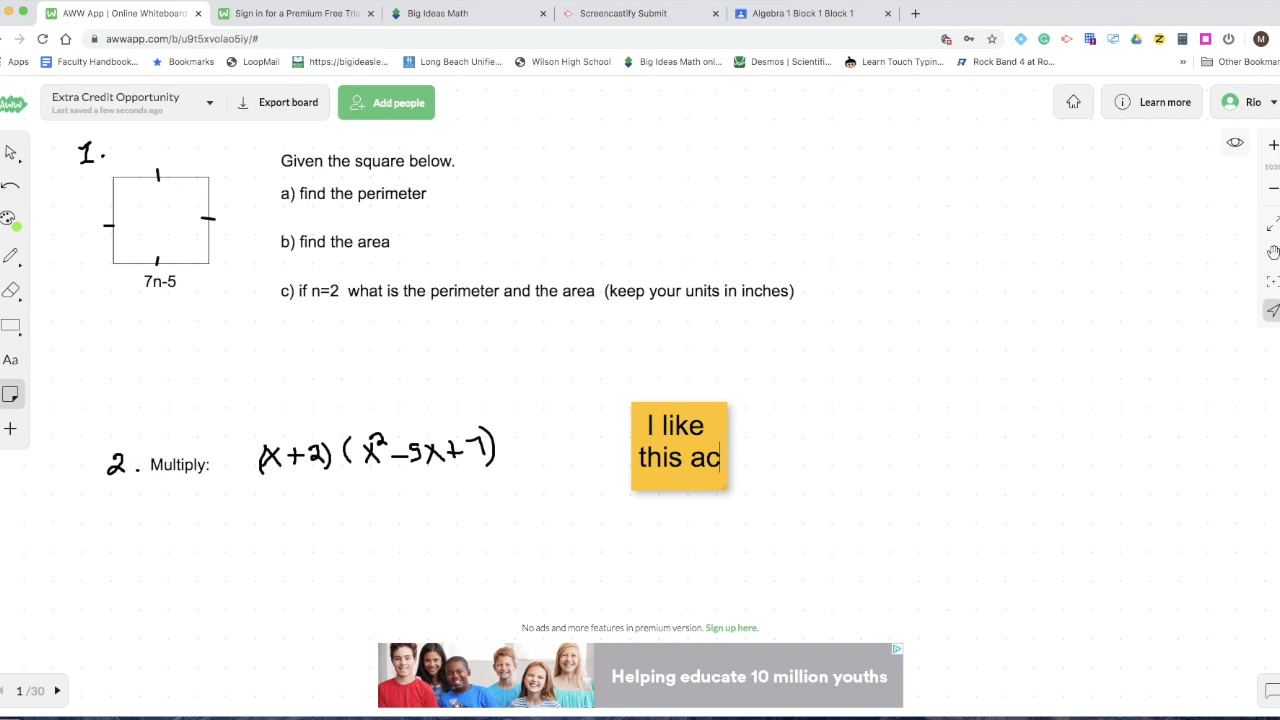 AWW App | Online Whiteboard
Sign in for a Premium Free Tria
Big Ideas Math
Screencastify Submit
Algebra 1 Block 1 Block 1
awwapp.com/b/u9t5xvolao5iy/#
M
Apps
Faculty Handbook...
Bookmarks
LoopMail
https://bigideasle...
Long Beach Unifie...
Wilson High School
Big Ideas Math onl...
Desmos | Scientifi...
Learn Touch Typin...
Rock Band 4 at Ro...
»
Other Bookmar
AWW
Extra Credit Opportunity
Last saved a few seconds ago
Export board
Add people
Learn more
Rio
1.
Given the square below.
a) find the perimeter
b) find the area
7n-5
c) if n=2 what is the perimeter and the area (keep your units in inches)
Aa
I like
this ac
2. Multiply: (x+2)(x²-5x+7)
No ads and more features in premium version. Sign up here.
Helping educate 10 million youths
1 /30